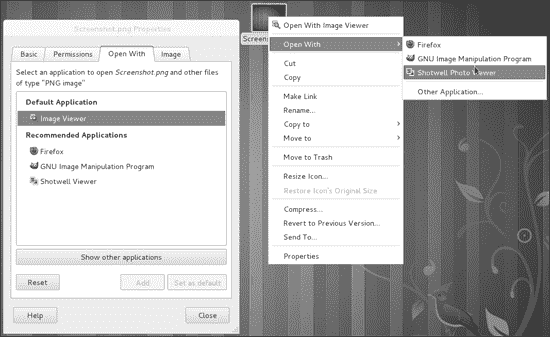 Screenshot.png Properties
Basic Permissions Open With Image
Select an application to open Screenshot.png and other files
of type "PNG image"
Default Application
Image Viewer
Recommended Applications
Firefox
GNU Image Manipulation Program
Shotwell Viewer
Show other applications
Reset Add Set as default
Help Close
Screen
Open With Image Viewer
Open With
Cut
Copy
Make Link
Rename...
Copy to
Move to
Move to Trash
Resize Icon...
Restore Icon's Original Size
Compress...
Revert to Previous Version...
Send To...
Properties
Firefox
GNU Image Manipulation Program
Shotwell Photo Viewer
Other Application...